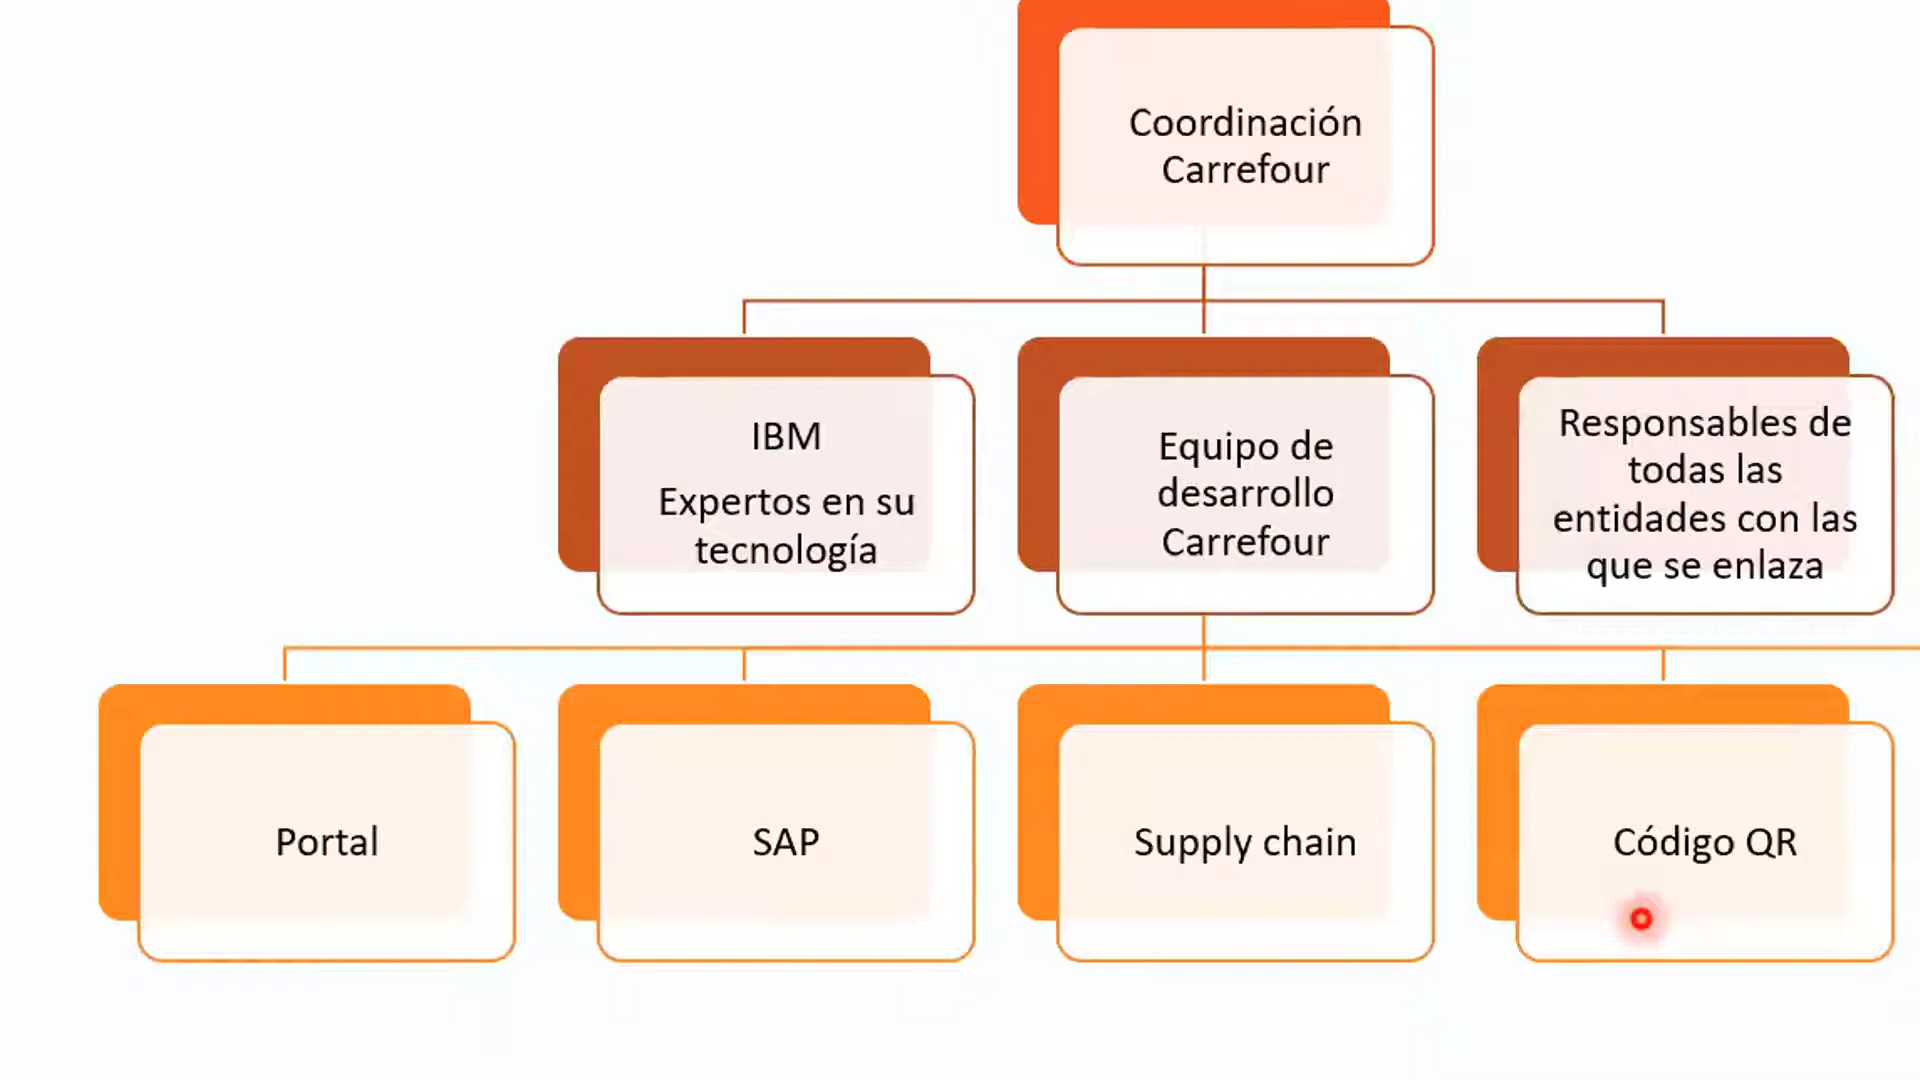 Coordinación
Carrefour
IBM
Expertos en su
tecnología
Equipo de
desarrollo
Carrefour
Responsables de
todas las
entidades con las
que se enlaza
Portal
SAP
Supply chain
Código QR